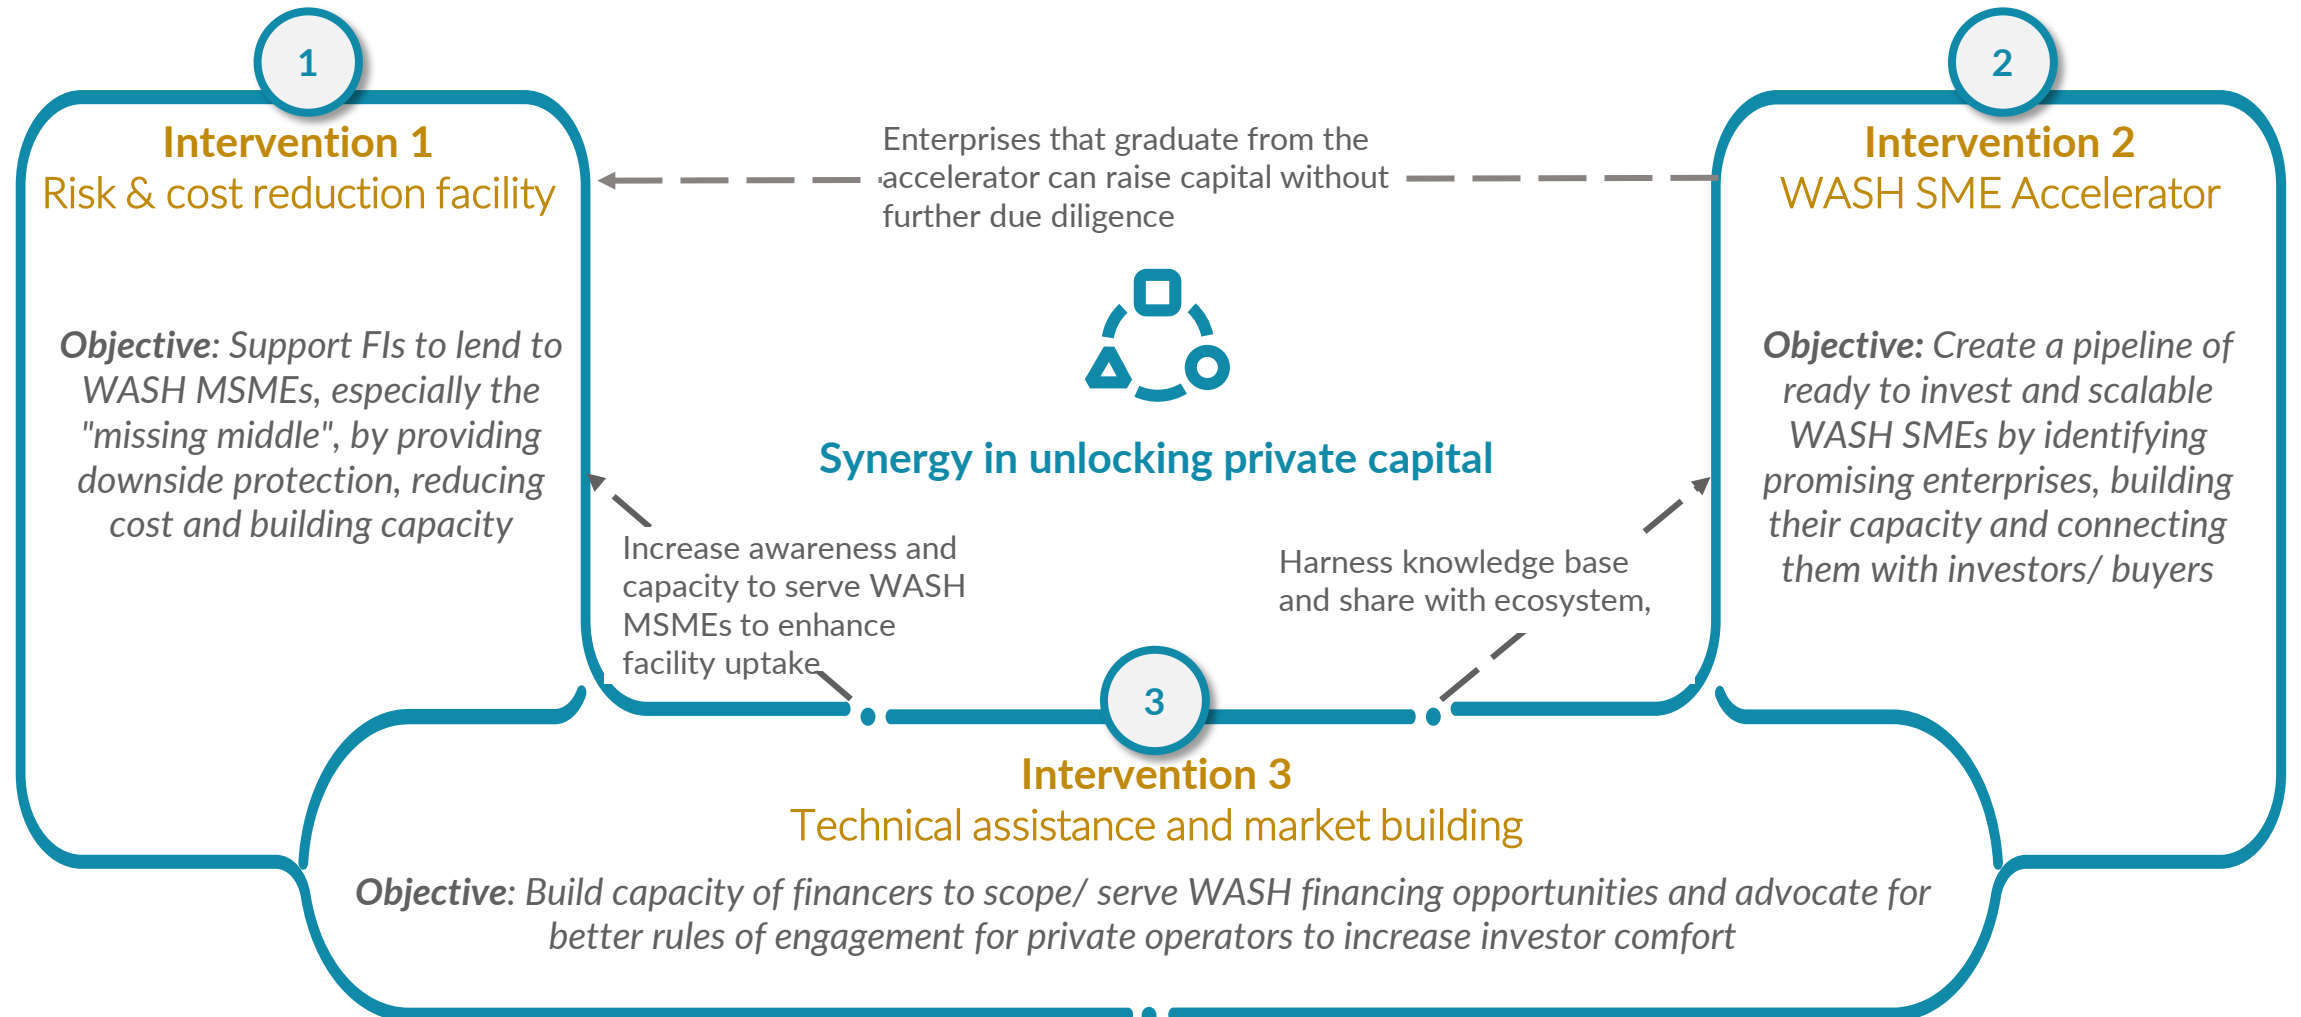 1
Intervention 1
Risk & cost reduction facility
Objective: Support FIs to lend to
WASH MSMEs, especially the
"missing middle", by providing
downside protection, reducing
cost and building capacity
Enterprises that graduate from the
accelerator can raise capital without
further due diligence
Synergy in unlocking private capital
Increase awareness and
capacity to serve WASH
MSMEs to enhance
facility uptake
Harness knowledge base
and share with ecosystem,
2
Intervention 2
WASH SME Accelerator
Objective: Create a pipeline of
ready to invest and scalable
WASH SMEs by identifying
promising enterprises, building
their capacity and connecting
them with investors/ buyers
3
Intervention 3
Technical assistance and market building
Objective: Build capacity of financers to scope/ serve WASH financing opportunities and advocate for
better rules of engagement for private operators to increase investor comfort